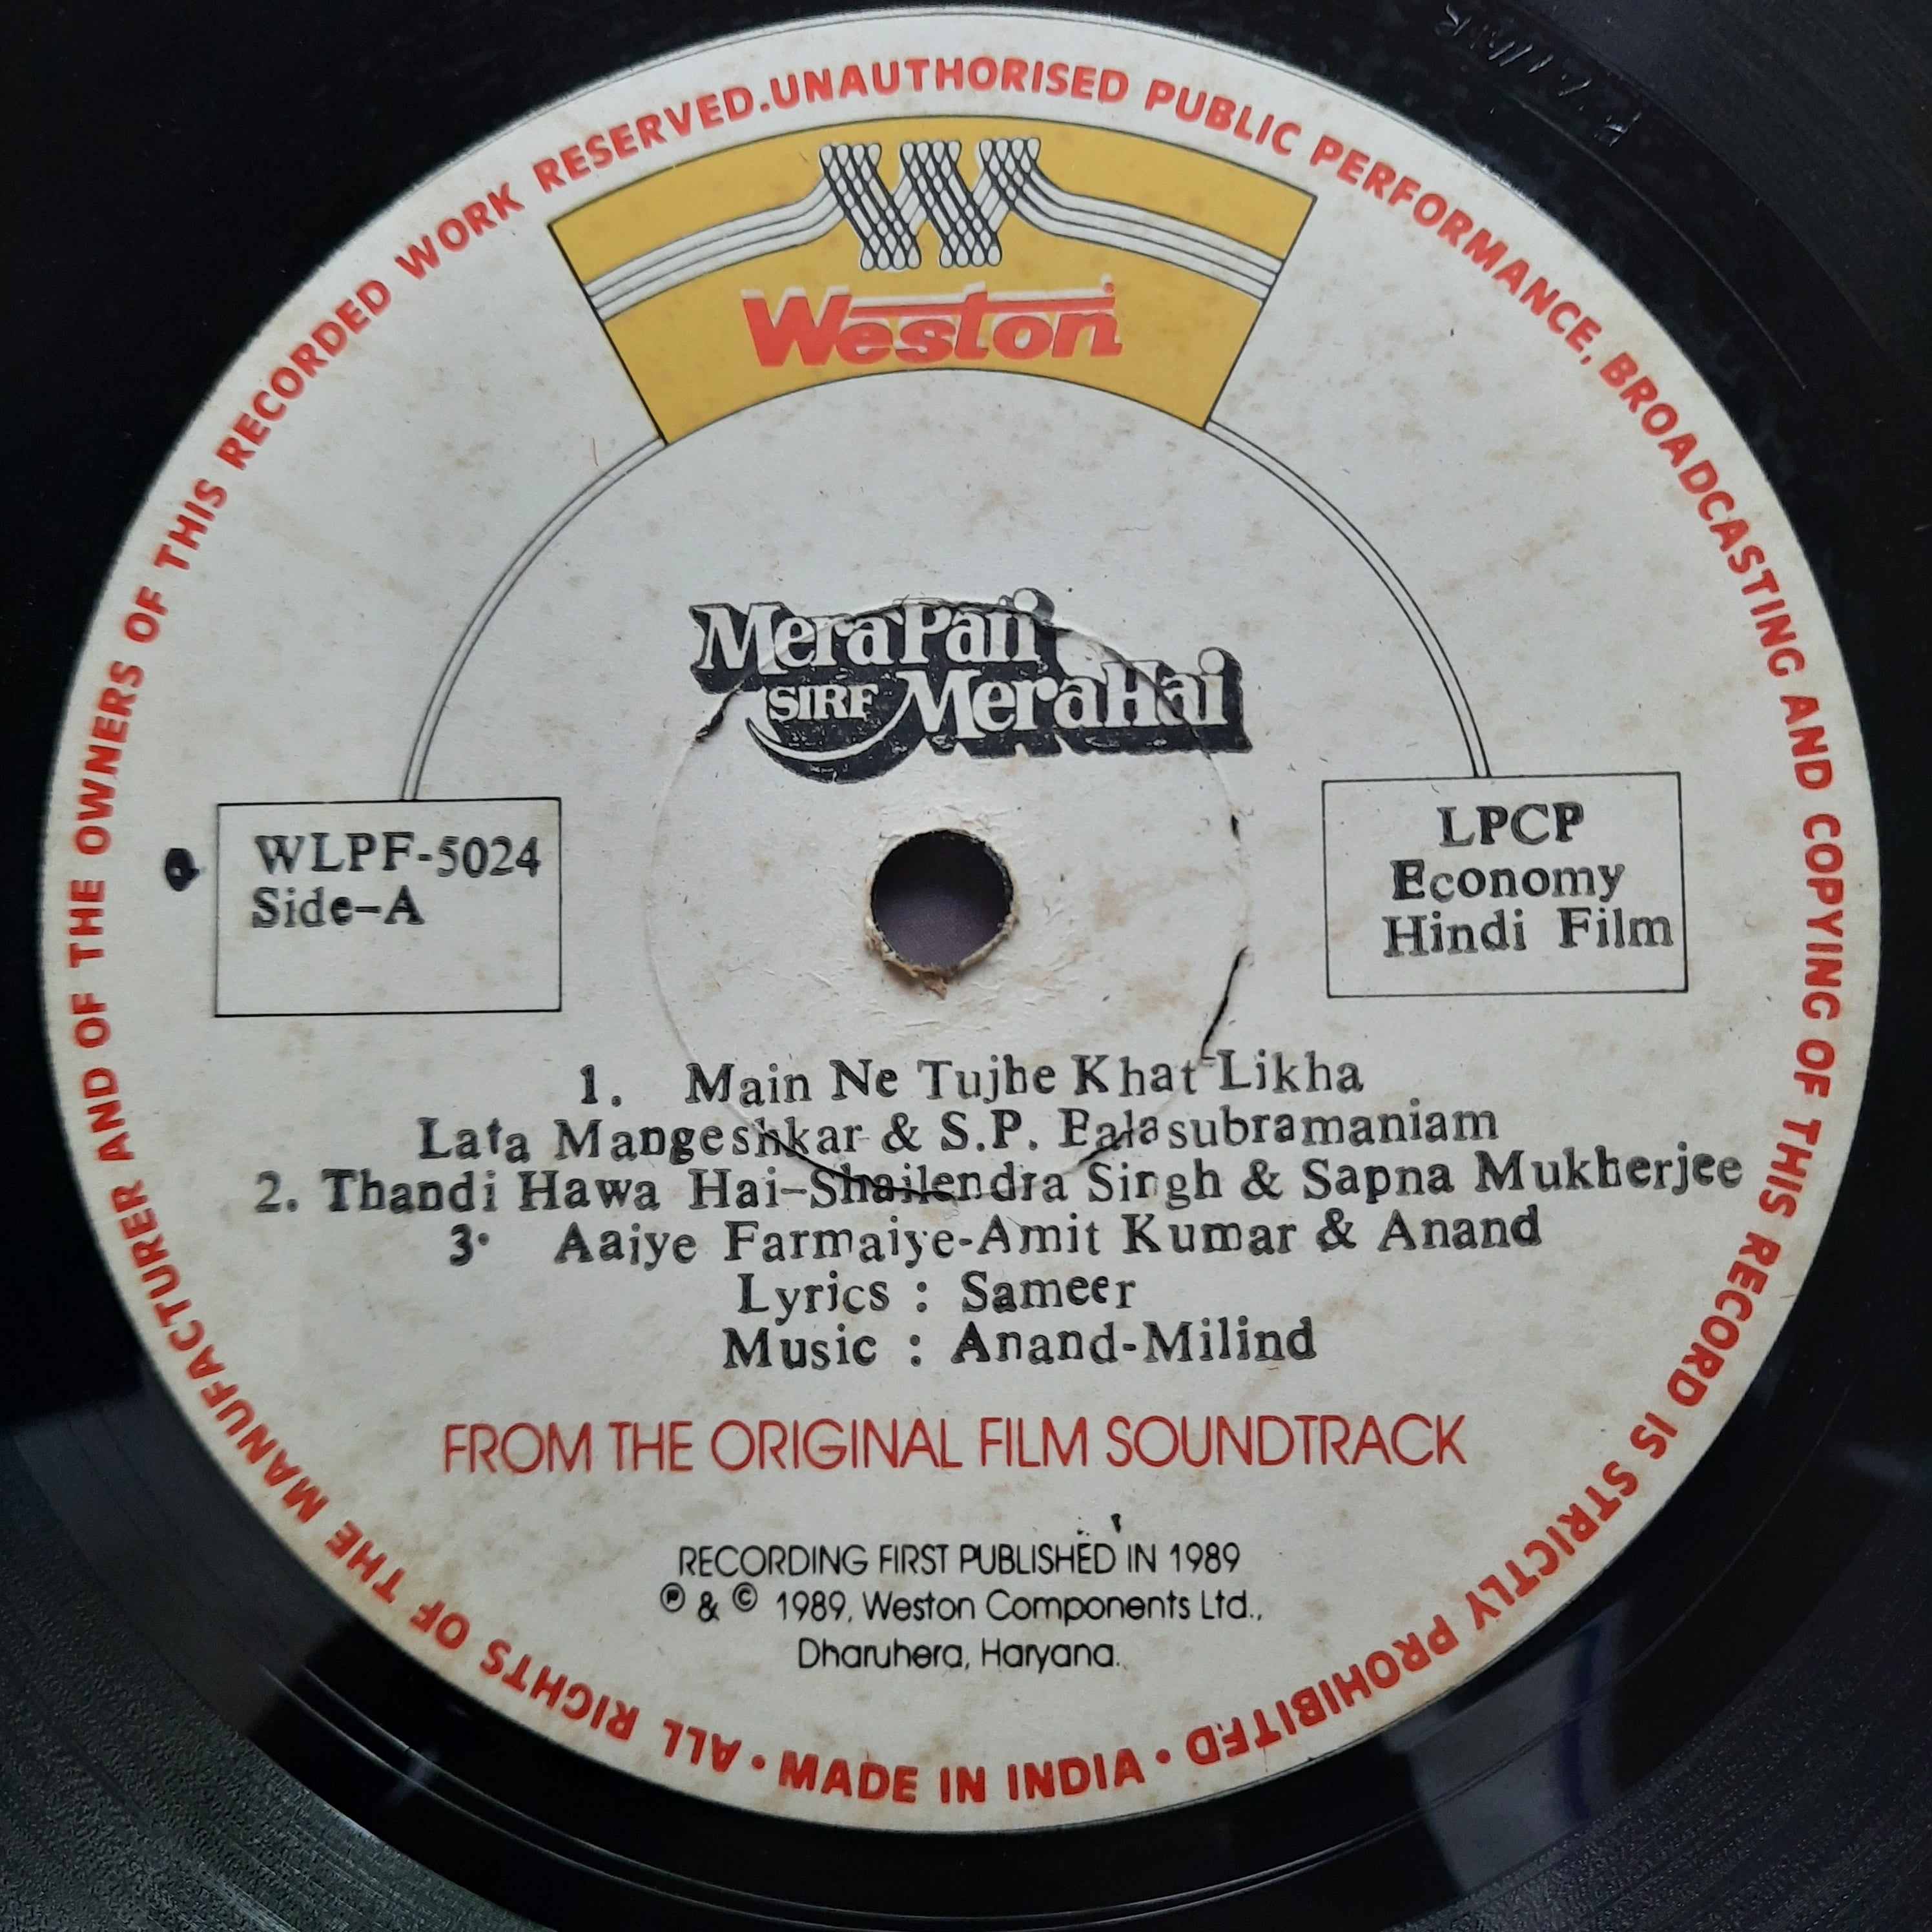 ALL RIGHTS OF THE MANUFACTURER AND OF THE OWNERS OF THIS RECORDED WORK RESERVED.UNAUTHORISED PUBLIC PERFORMANCE, BROADCASTING AND COPYING OF THIS RECORD IS STRICTLY PROHIBITED • MADE IN INDIA •
W
Weston
Mera Pati
SIRF Mera Hai
WLPF-5024
Side-A
LPCP
Economy
Hindi Film
1. Main Ne Tujhe Khat Likha
Lata Mangeshkar & S.P. Balasubramaniam
2. Thandi Hawa Hai-Shailendra Singh & Sapna Mukherjee
3. Aaiye Farmaiye-Amit Kumar & Anand
Lyrics : Sameer
Music : Anand-Milind
FROM THE ORIGINAL FILM SOUNDTRACK
RECORDING FIRST PUBLISHED IN 1989
℗ & © 1989, Weston Components Ltd.,
Dharuhera, Haryana.